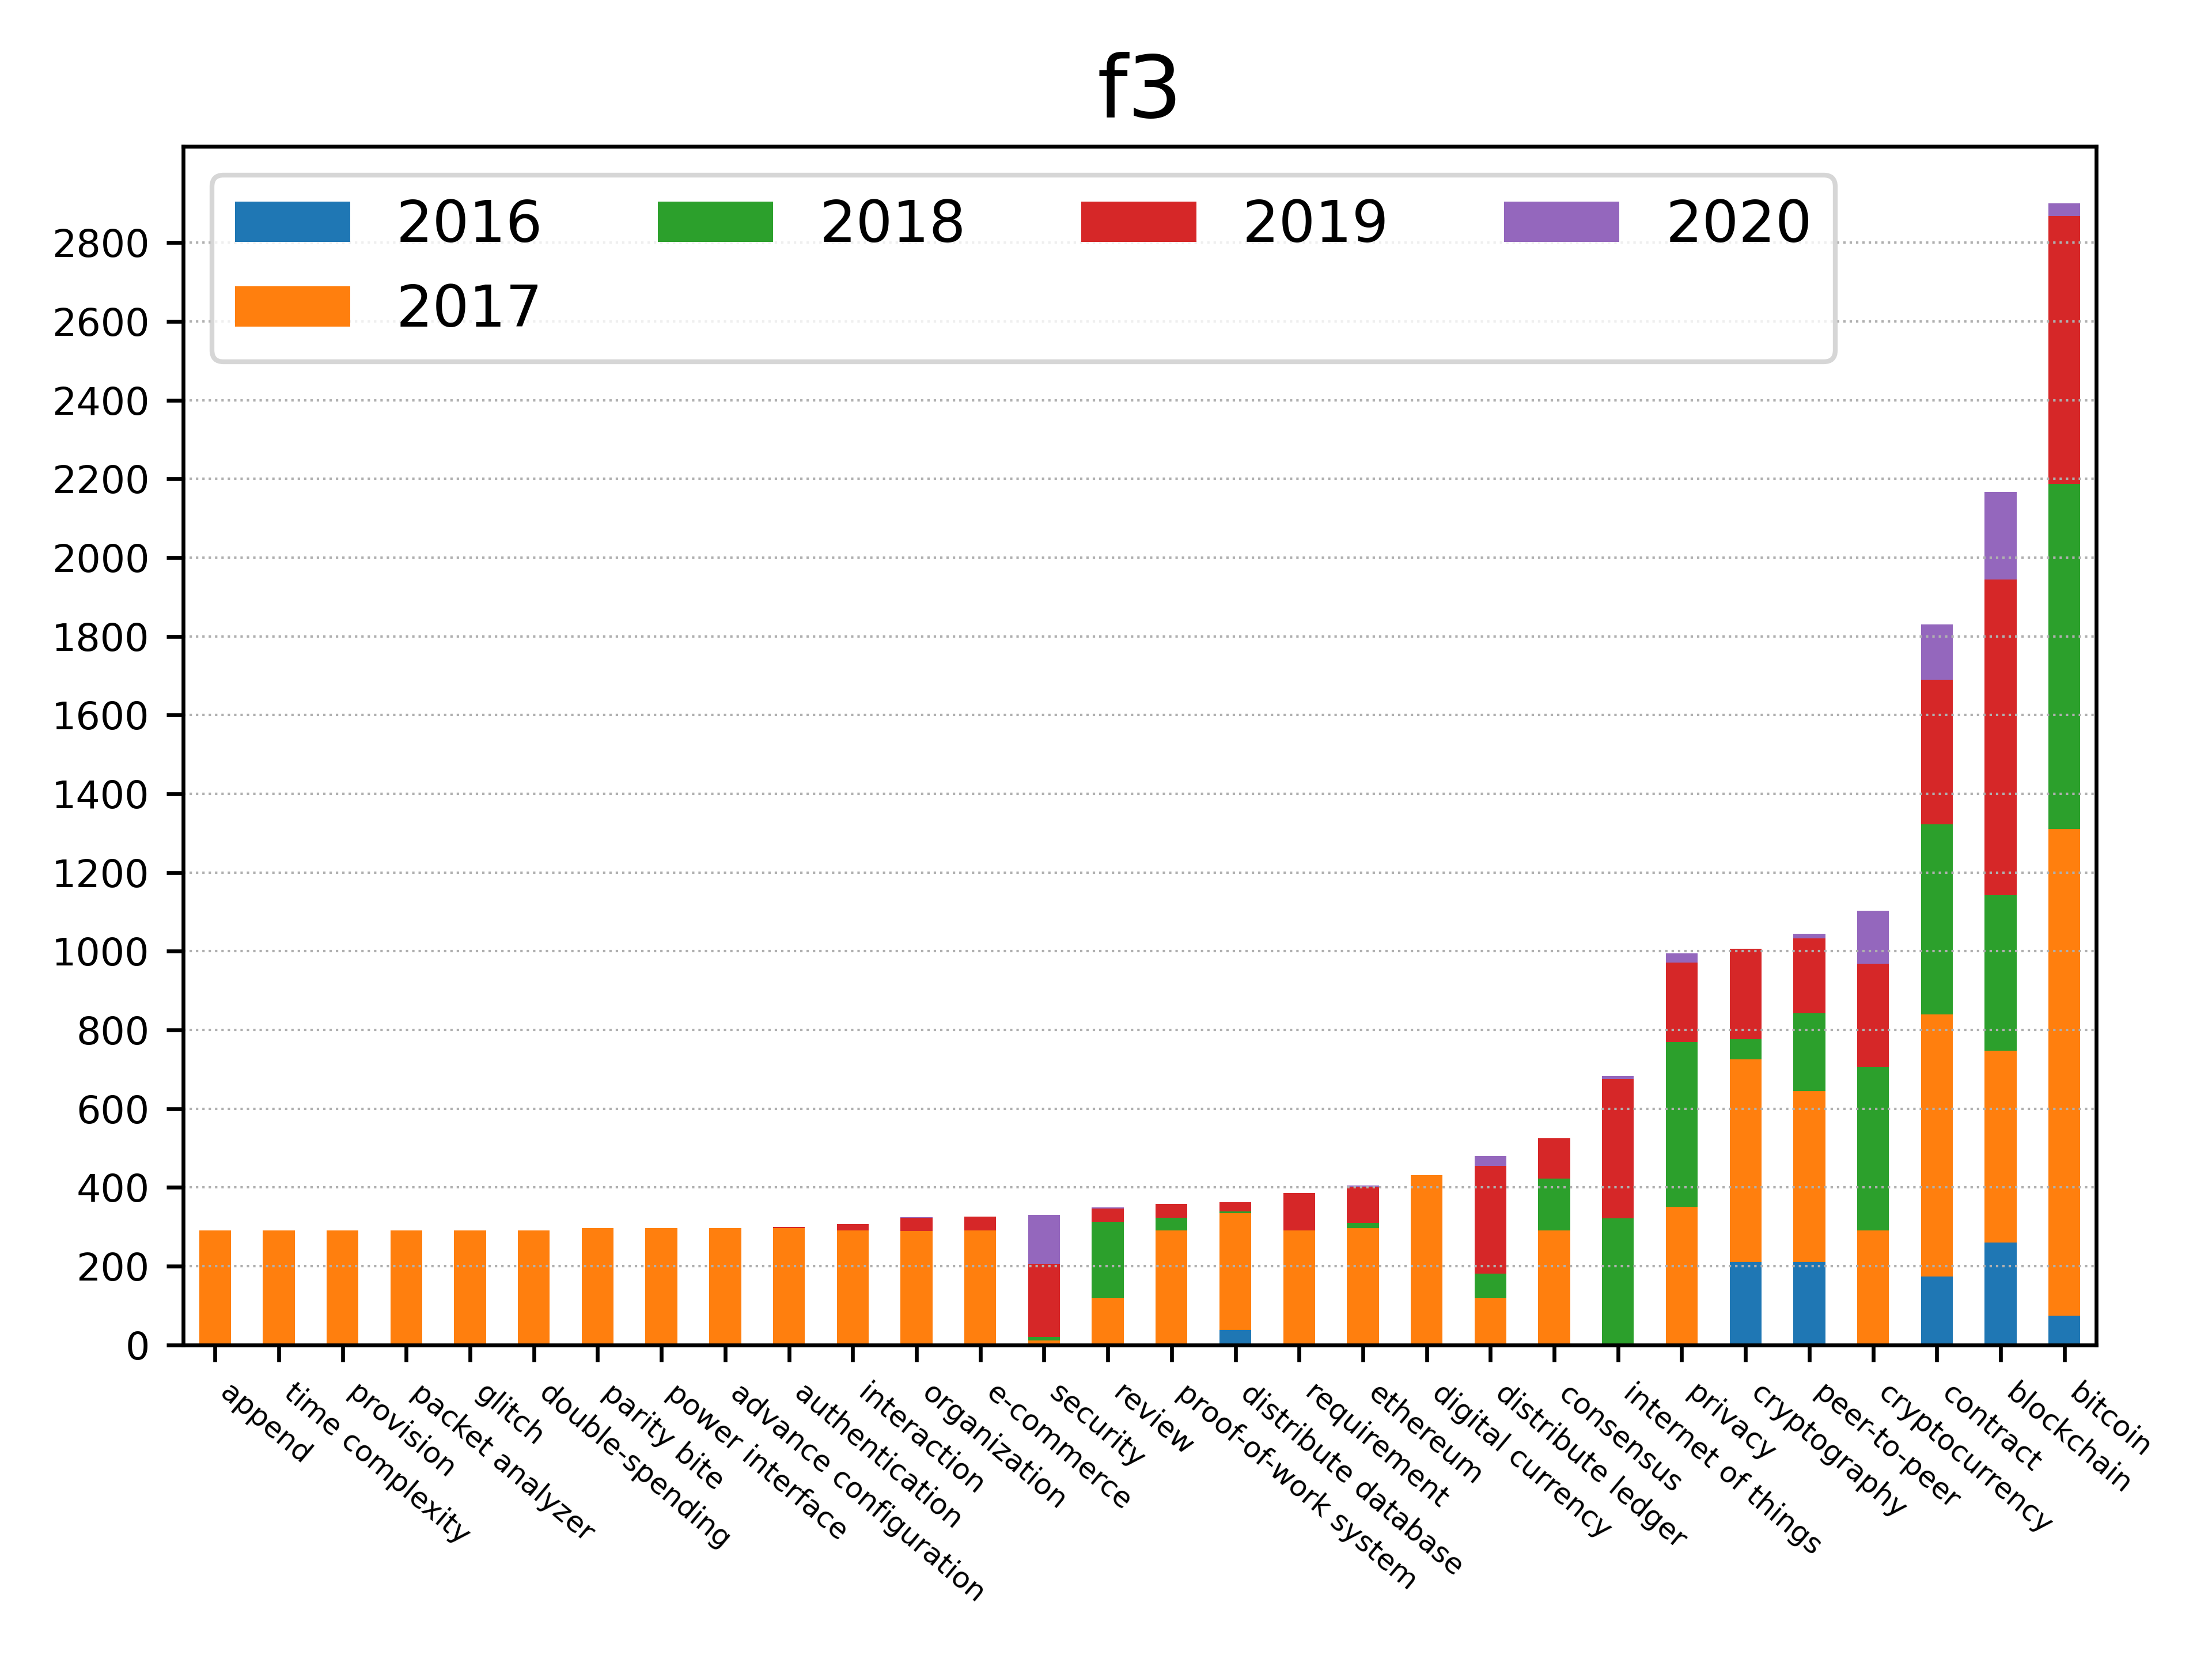 f3
2016 2018 2019 2020
2017
2800
2600
2400
2200
2000
1800
1600
1400
1200
1000
800
600
400
200
0
append
time complexity
provision
packet analyzer
glitch
double-spending
parity bite
power interface
advance configuration
authentication
interaction
organization
e-commerce
security
review
proof-of-work system
distribute database
requirement
ethereum
digital currency
distribute ledger
consensus
internet of things
privacy
cryptography
peer-to-peer
cryptocurrency
contract
blockchain
bitcoin